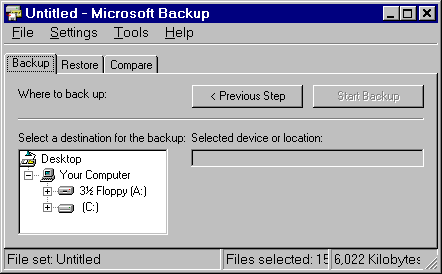 Untitled - Microsoft Backup
File Settings Tools Help
Backup Restore Compare
Where to back up: < Previous Step Start Backup
Select a destination for the backup: Selected device or location:
Desktop
Your Computer
3½ Floppy (A:)
(C:)
File set: Untitled Files selected: 15 6,022 Kilobytes